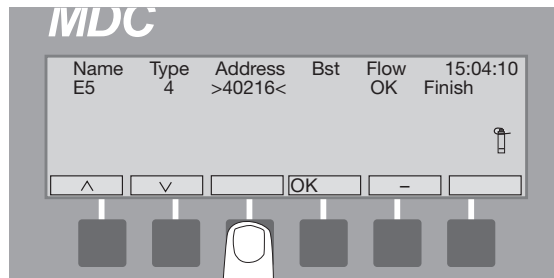 MDC
Name Type Address Bst Flow 15:04:10
E5 4 >40216< OK Finish
∧ ∨ OK –